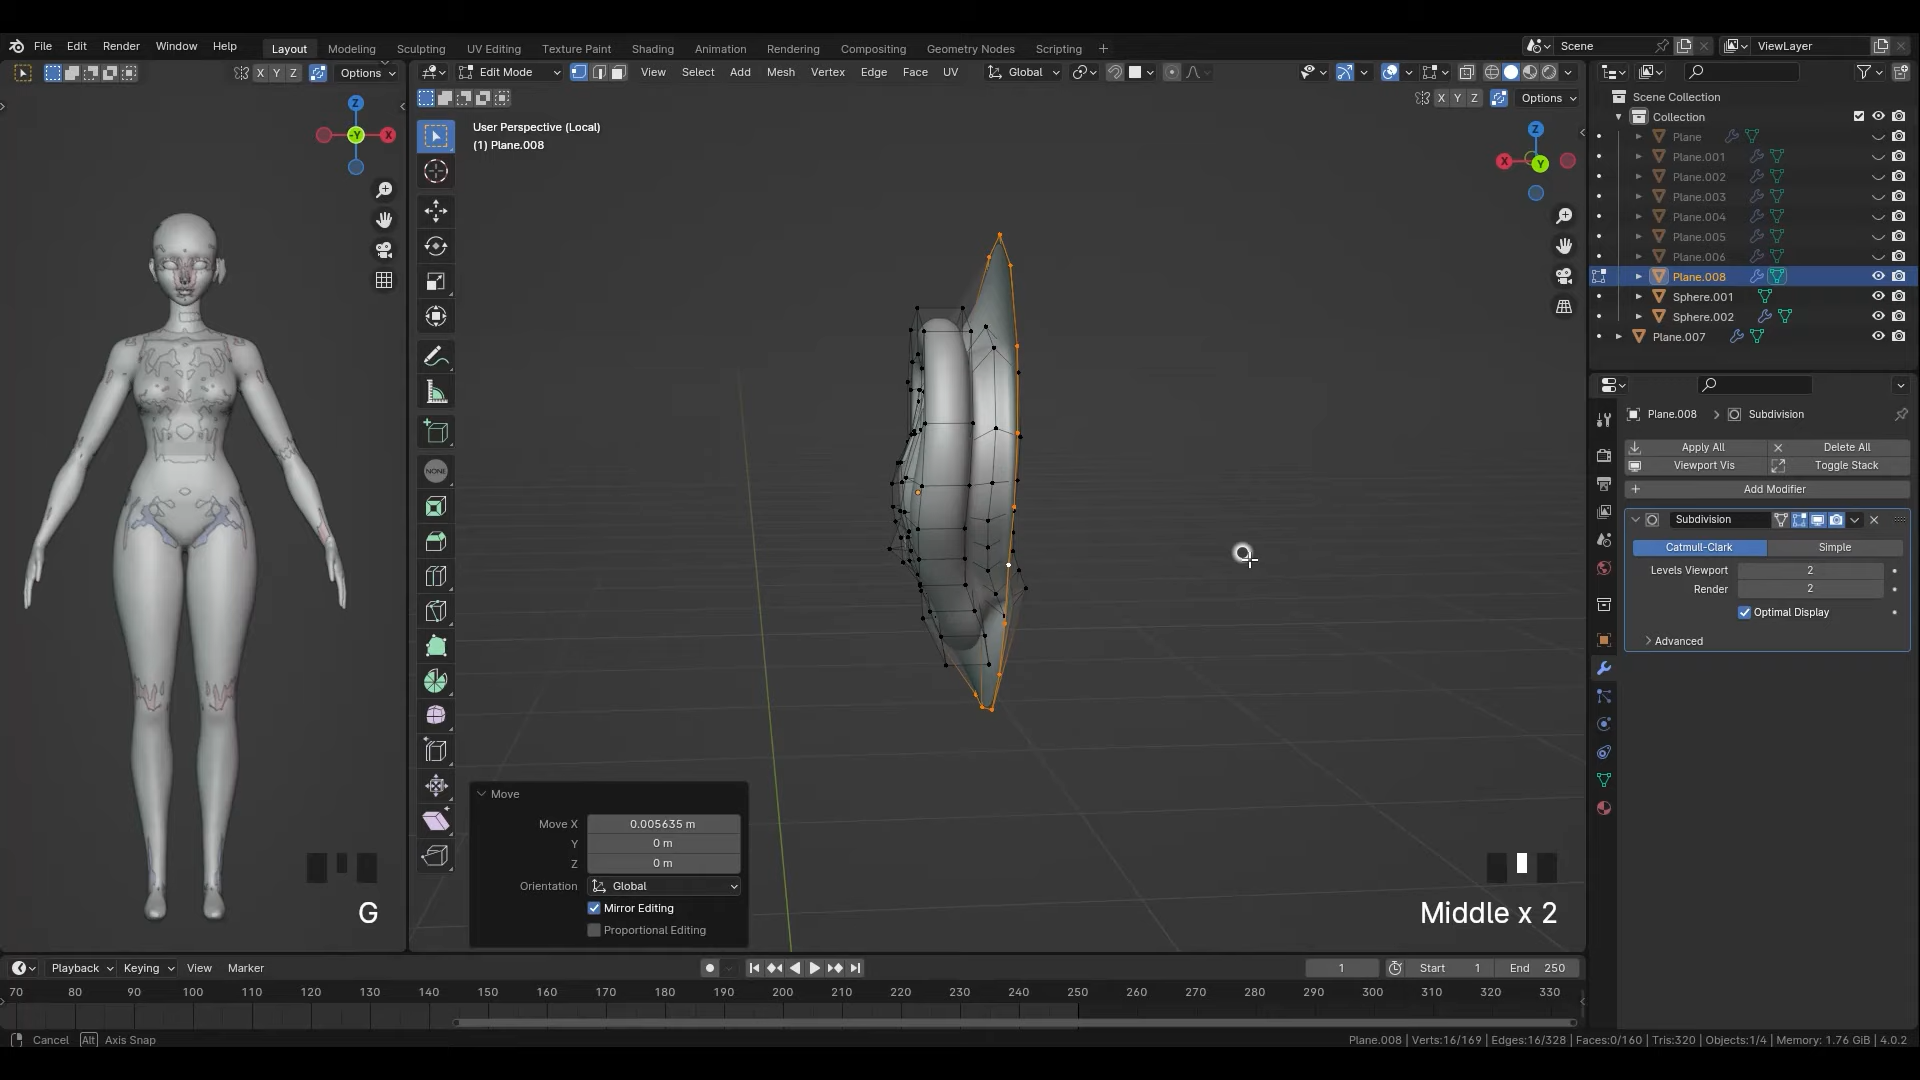 File Edit Render Window Help
Layout Modeling Sculpting UV Editing Texture Paint Shading Animation Rendering Compositing Geometry Nodes Scripting +
Scene
ViewLayer
X Y Z Options
Edit Mode View Select Add Mesh Vertex Edge Face UV Global
X Y Z Options
User Perspective (Local)
(1) Plane.008
Z
-Y X
Z
X Y
NONE
Scene Collection
Collection
Plane
Plane.001
Plane.002
Plane.003
Plane.004
Plane.005
Plane.006
Plane.008
Sphere.001
Sphere.002
Plane.007
Plane.008 > Subdivision
Apply All Delete All
Viewport Vis Toggle Stack
Add Modifier
Subdivision
Catmull-Clark Simple
Levels Viewport 2
Render 2
Optimal Display
Advanced
Move
Move X 0.005635 m
Y 0 m
Z 0 m
Orientation Global
Mirror Editing
Proportional Editing
G
Middle x 2
Playback Keying View Marker
1 Start 1 End 250
70 80 90 100 110 120 130 140 150 160 170 180 190 200 210 220 230 240 250 260 270 280 290 300 310 320 330
Cancel Alt Axis Snap
Plane.008 | Verts:16/169 | Edges:16/328 | Faces:0/160 | Tris:320 | Objects:1/4 | Memory: 1.76 GiB | 4.0.2